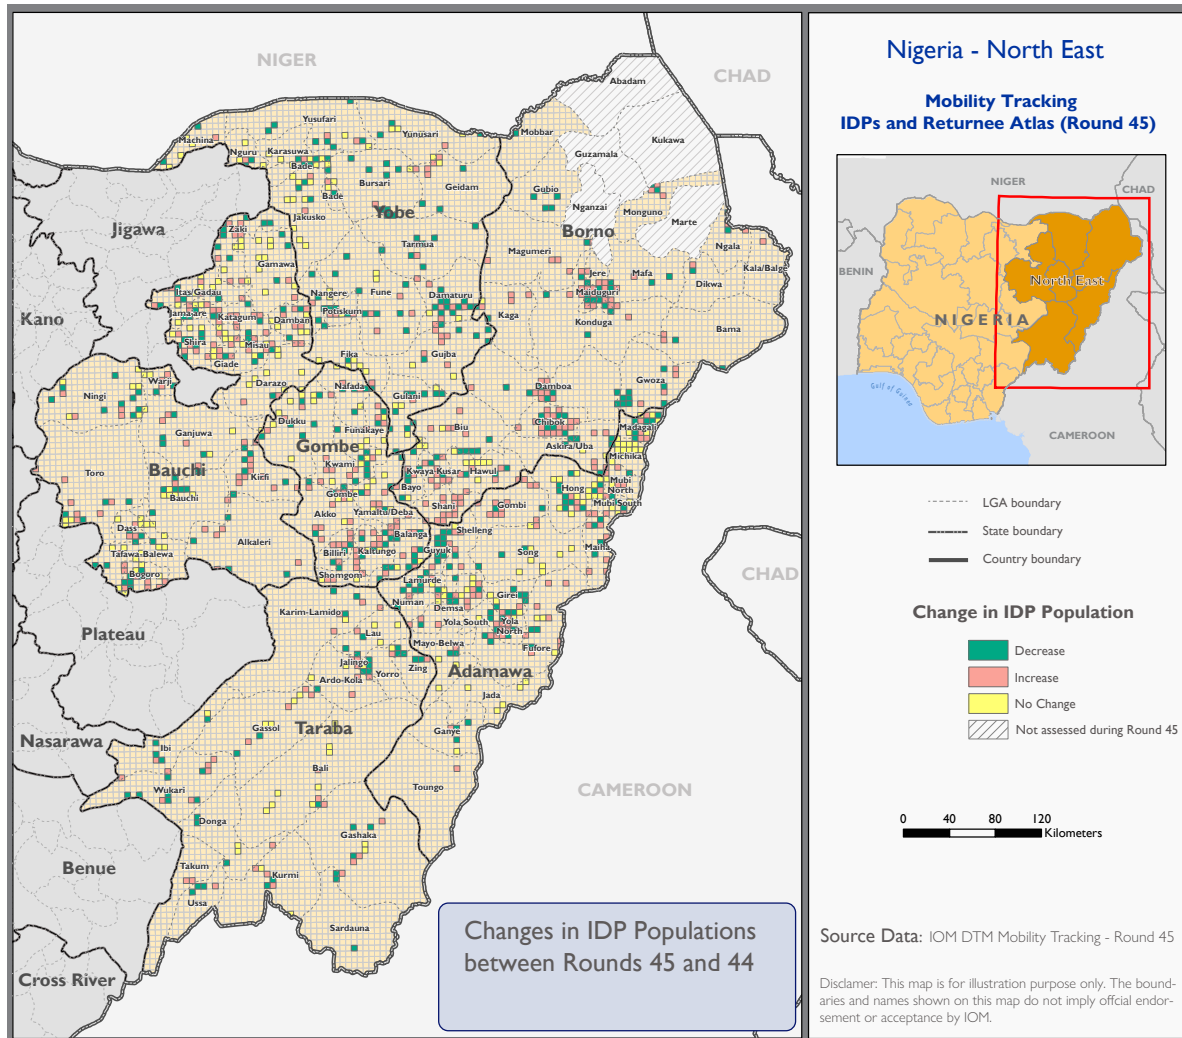 NIGER
CHAD
Abadam
Yusufari
Yunusari
Mobbar
Kukawa
Machina
Nguru
Karasuwa
Bade
Guzamala
Bursari
Geidam
Gubio
Bade
Nganzai
Monguno
Marte
Jakusko
Yobe
Borno
Jigawa
Zaki
Tarmua
Magumeri
Ngala
Gamawa
Jere
Mafa
Kala/Balge
Itas/Gadau
Nangere
Fune
Damaturu
Maiduguri
Dikwa
Kano
Jama'are
Katagum
Damban
Potiskum
Kaga
Konduga
Bama
Shira
Misau
Giade
Fika
Gujba
Warji
Darazo
Nafada
Gulani
Damboa
Gwoza
Ningi
Dukku
Funakaye
Biu
Chibok
Madagali
Ganjuwa
Gombe
Askira/Uba
Michika
Toro
Bauchi
Kirfi
Kwami
Kwaya Kusar
Hawul
Mubi
North
Bauchi
Gombe
Bayo
Hong
Mubi South
Akko
Yamaltu/Deba
Shani
Gombi
Dass
Balanga
Shelleng
Alkaleri
Tafawa-Balewa
Billiri
Kaltungo
Guyuk
Song
Maiha
Bogoro
Shomgom
Lamurde
CHAD
Karim-Lamido
Numan
Demsa
Girei
Plateau
Lau
Yola South
Yola
North
Mayo-Belwa
Fufore
Jalingo
Yorro
Zing
Ardo-Kola
Adamawa
Jada
Gassol
Taraba
Ganye
Nasarawa
Ibi
Bali
Wukari
Toungo
CAMEROON
Donga
Gashaka
Benue
Takum
Kurmi
Ussa
Sardauna
Cross River
Changes in IDP Populations
between Rounds 45 and 44
Nigeria - North East
Mobility Tracking
IDPs and Returnee Atlas (Round 45)
NIGER
CHAD
BENIN
North East
NIGERIA
Gulf of Guinea
CAMEROON
LGA boundary
State boundary
Country boundary
Change in IDP Population
Decrease
Increase
No Change
Not assessed during Round 45
0 40 80 120
Kilometers
Source Data: IOM DTM Mobility Tracking - Round 45
Disclamer: This map is for illustration purpose only. The bound-
aries and names shown on this map do not imply offcial endor-
sement or acceptance by IOM.